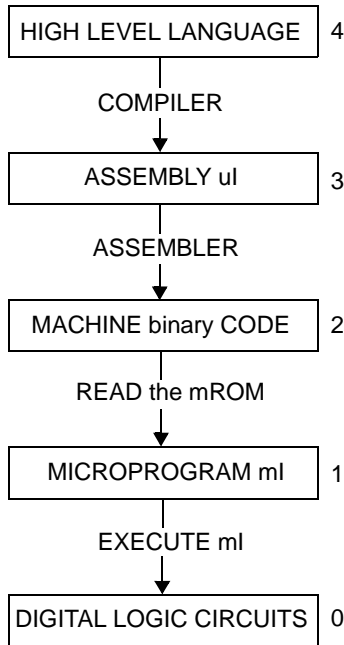 HIGH LEVEL LANGUAGE 4
COMPILER
ASSEMBLY uI 3
ASSEMBLER
MACHINE binary CODE 2
READ the mROM
MICROPROGRAM mI 1
EXECUTE mI
DIGITAL LOGIC CIRCUITS 0